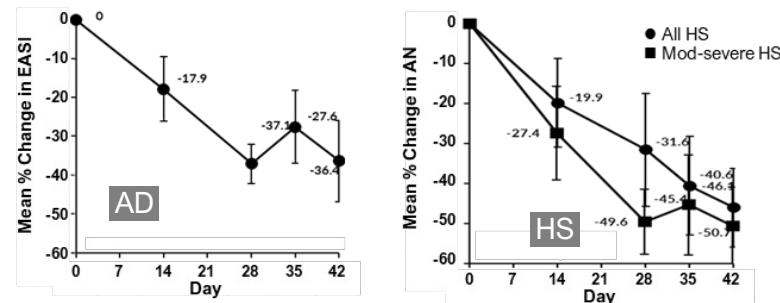 Mean % Change in EASI
-0
-10
-20
-30
-40
-50
-60
o
-17.9
-37.1
-27.6
-36.4
AD
0 7 14 21 28 35 42
Day
Mean % Change in AN
0
-10
-20
-30
-40
-50
-60
All HS
Mod-severe HS
-19.9
-27.4
-31.6
-49.6
-40.6
-46.1
-45.4
-50.7
HS
0 7 14 21 28 35 42
Day